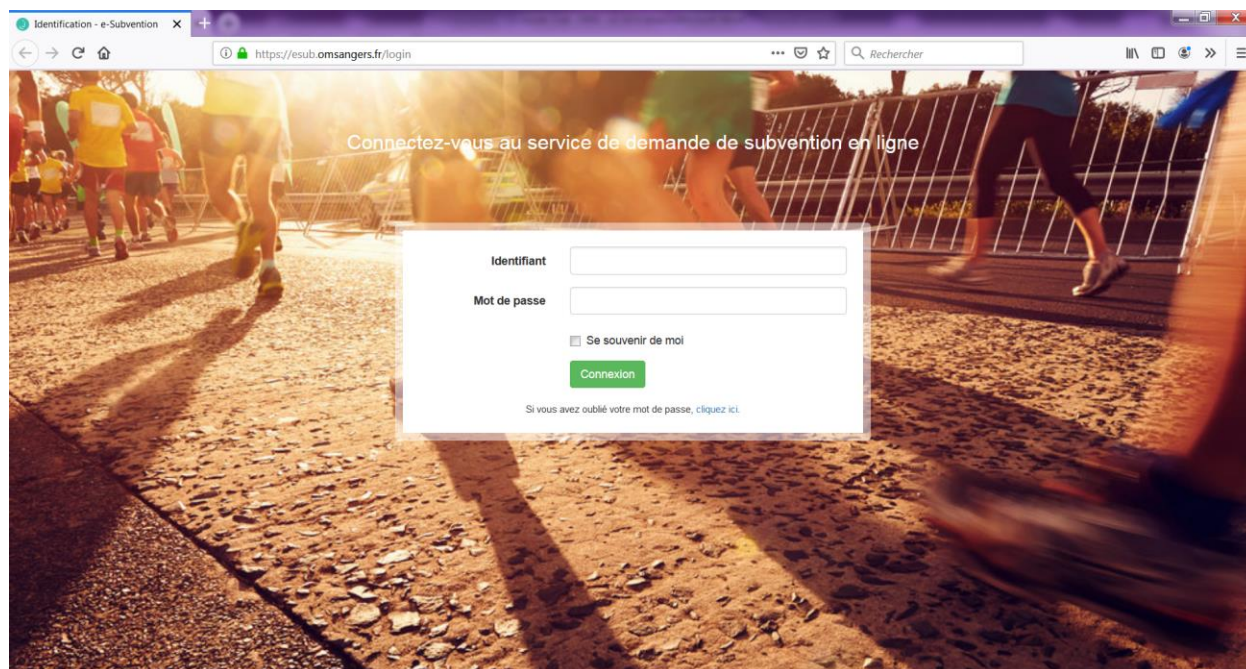 Identification - e-Subvention
https://esub.omsangers.fr/login
Rechercher
Connectez-vous au service de demande de subvention en ligne
Identifiant
Mot de passe
Se souvenir de moi
Connexion
Si vous avez oublié votre mot de passe, cliquez ici.